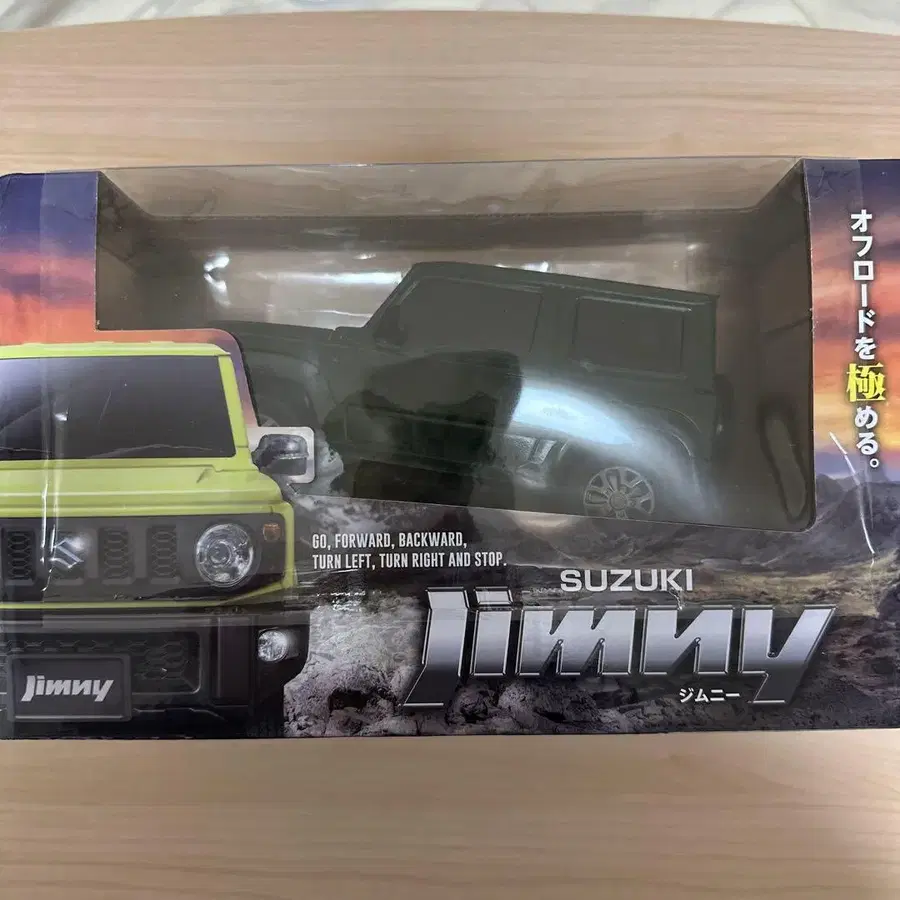 オフロードを極める。
GO, FORWARD, BACKWARD,
TURN LEFT, TURN RIGHT AND STOP.
SUZUKI
Jimny
ジムニー
Jimny